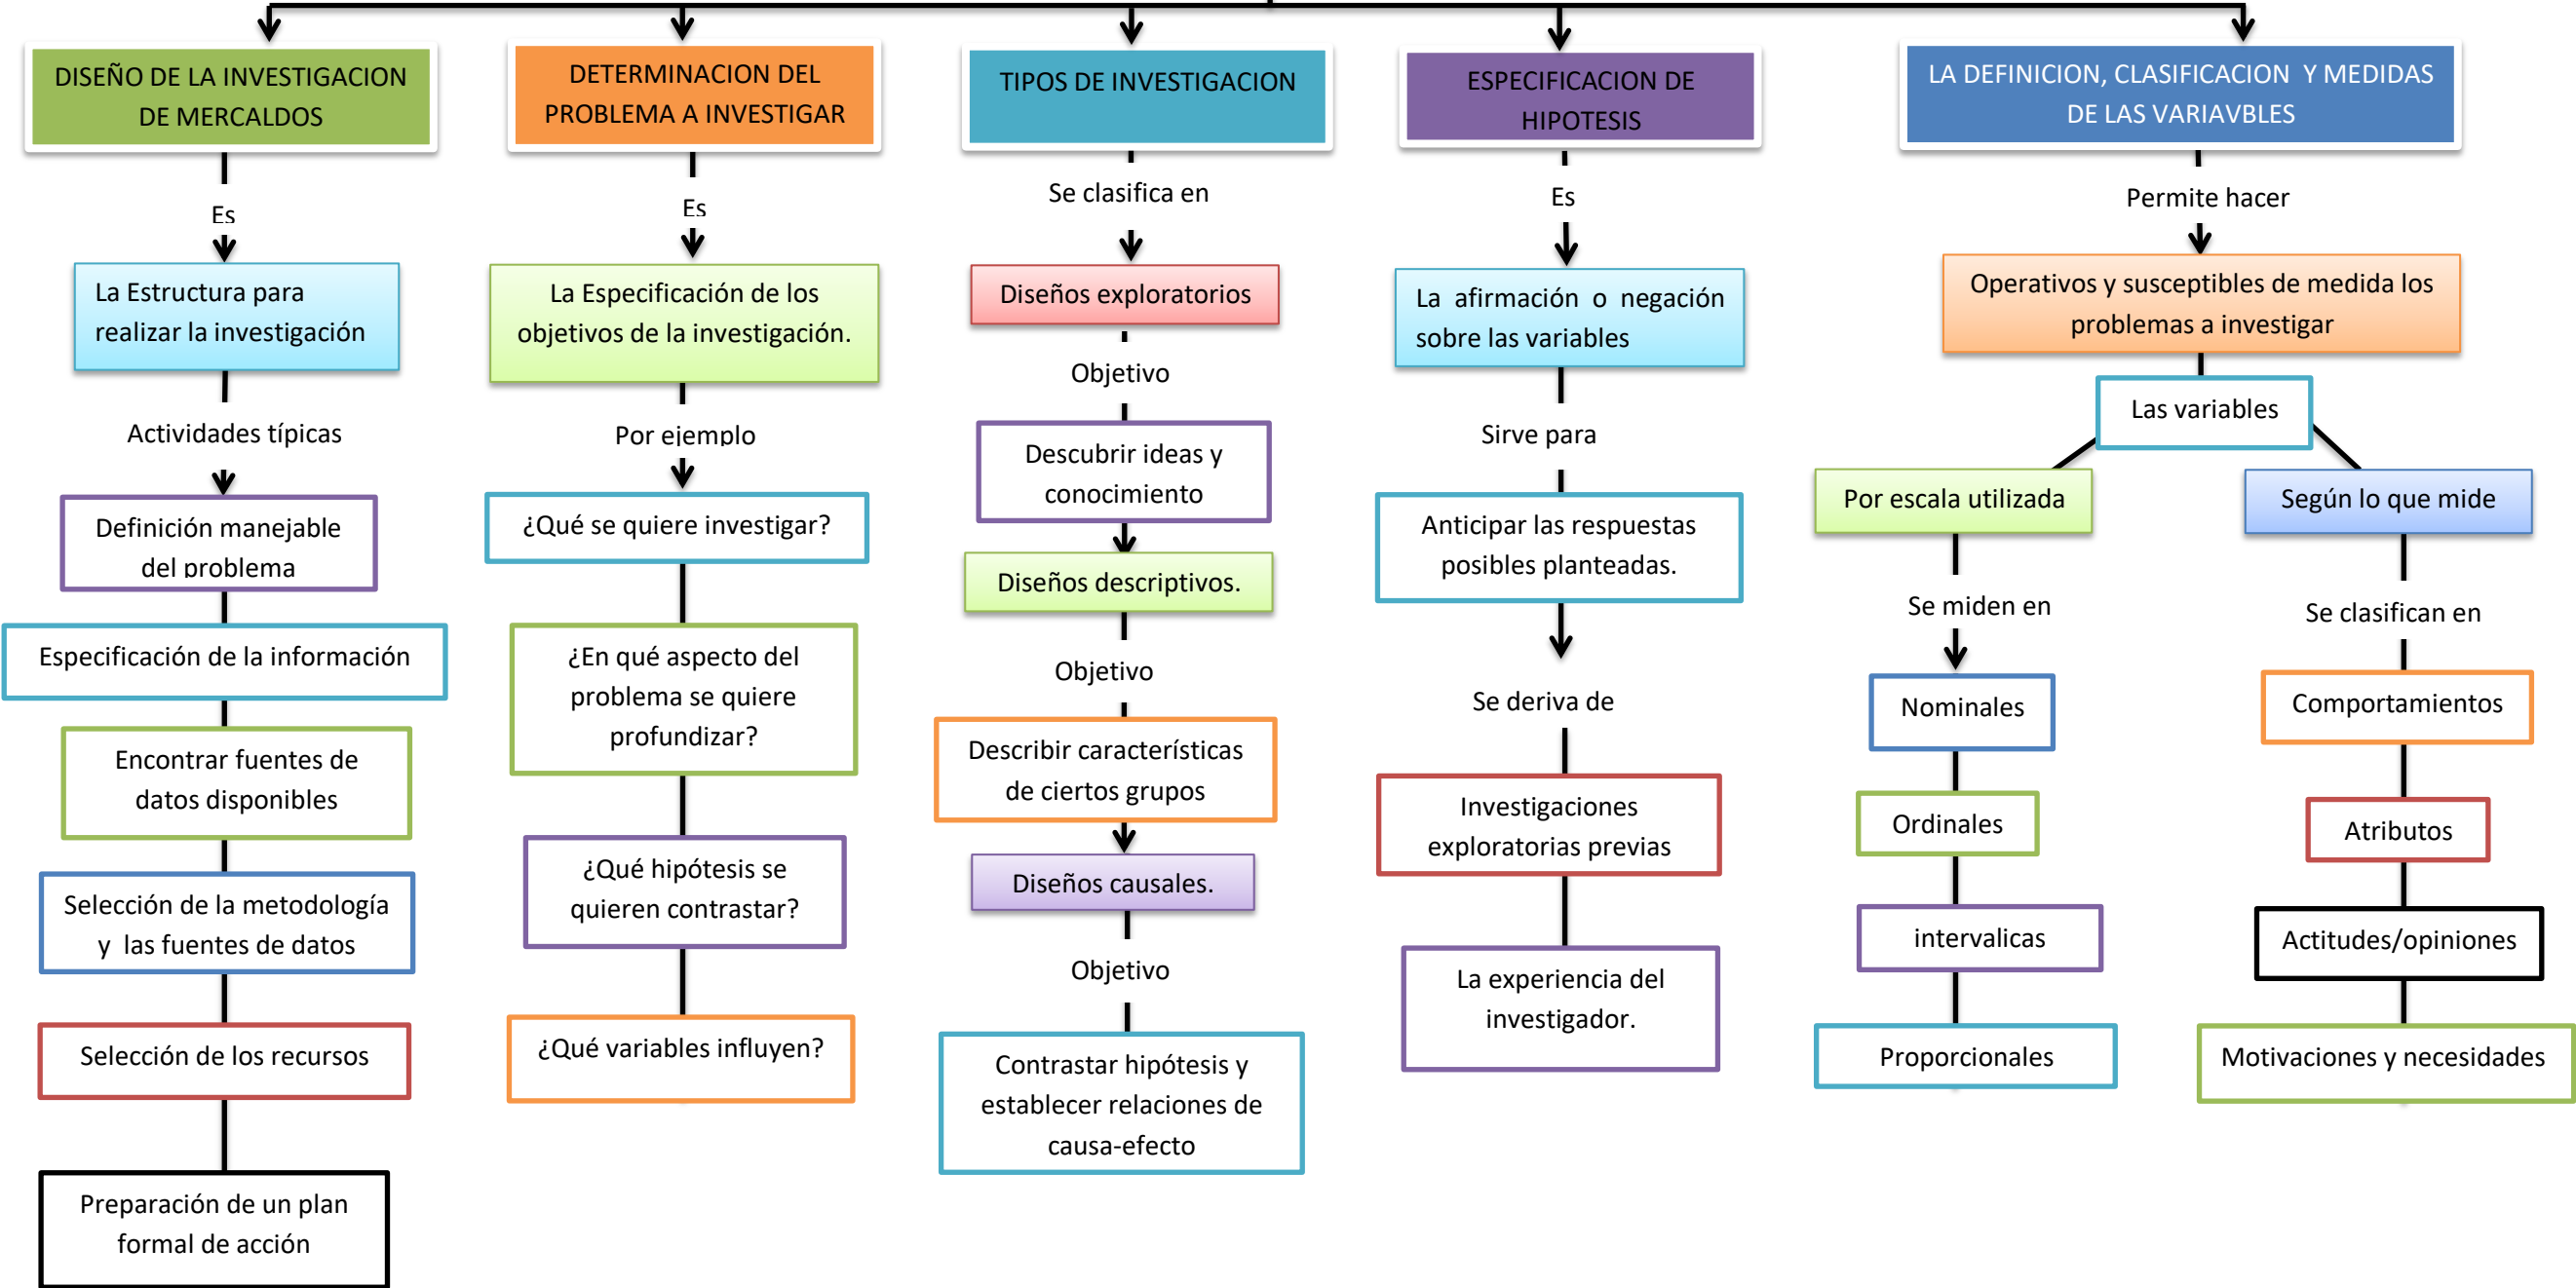 DISEÑO DE LA INVESTIGACION
DE MERCALDOS
Es
La Estructura para
realizar la investigación
Actividades típicas
Definición manejable
del problema
Especificación de la información
Encontrar fuentes de
datos disponibles
Selección de la metodología
y las fuentes de datos
Selección de los recursos
Preparación de un plan
formal de acción
DETERMINACION DEL
PROBLEMA A INVESTIGAR
Es
La Especificación de los
objetivos de la investigación.
Por ejemplo
¿Qué se quiere investigar?
¿En qué aspecto del
problema se quiere
profundizar?
¿Qué hipótesis se
quieren contrastar?
¿Qué variables influyen?
TIPOS DE INVESTIGACION
Se clasifica en
Diseños exploratorios
Objetivo
Descubrir ideas y
conocimiento
Diseños descriptivos.
Objetivo
Describir característícas
de ciertos grupos
Diseños causales.
Objetivo
Contrastar hipótesis y
establecer relaciones de
causa-efecto
ESPECIFICACION DE
HIPOTESIS
Es
La afirmación o negación
sobre las variables
Sirve para
Anticipar las respuestas
posibles planteadas.
Se deriva de
Investigaciones
exploratorias previas
La experiencia del
investigador.
LA DEFINICION, CLASIFICACION Y MEDIDAS
DE LAS VARIAVBLES
Permite hacer
Operativos y susceptibles de medida los
problemas a investigar
Las variables
Por escala utilizada
Se miden en
Nominales
Ordinales
intervalicas
Proporcionales
Según lo que mide
Se clasifican en
Comportamientos
Atributos
Actitudes/opiniones
Motivaciones y necesidades